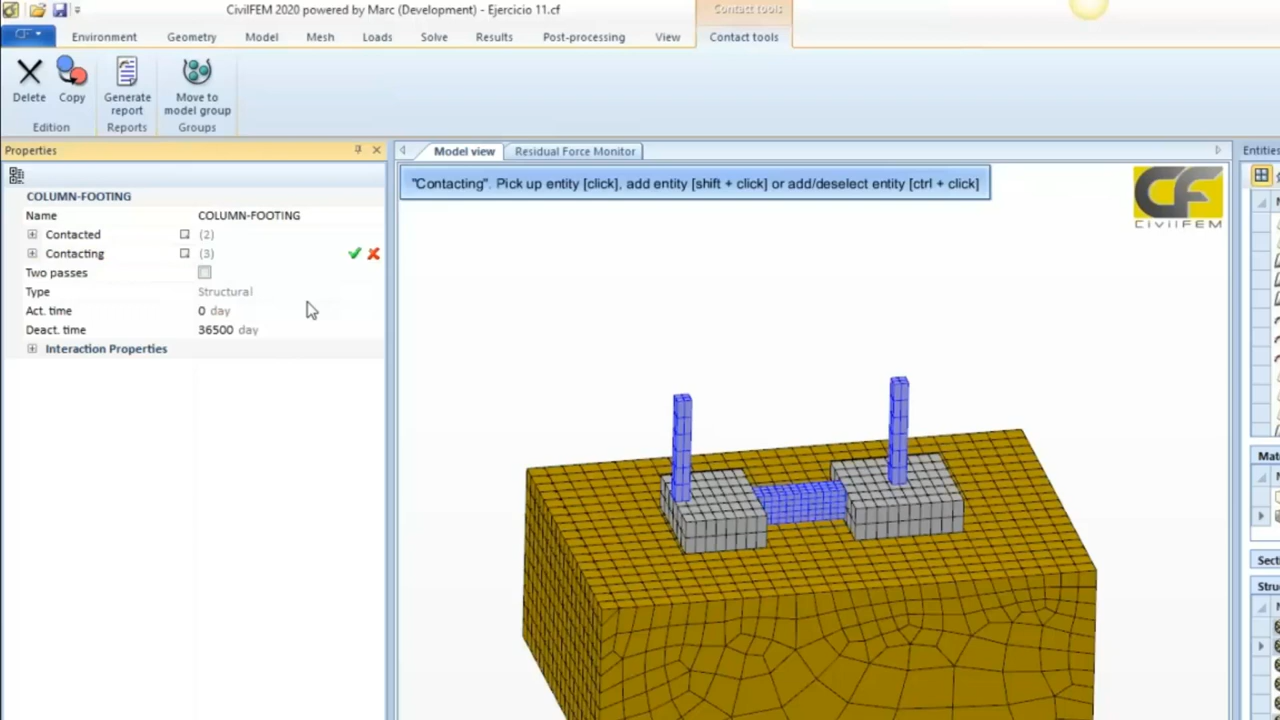 CivilFEM 2020 powered by Marc (Development) - Ejercicio 11.cf
Contact tools
CF
Environment Geometry Model Mesh Loads Solve Results Post-processing View Contact tools
Delete Copy Generate report Move to model group
Edition Reports Groups
Properties
Model view Residual Force Monitor
Entities
"Contacting". Pick up entity [click], add entity [shift + click] or add/deselect entity [ctrl + click]
CF
CIVILFEM
COLUMN-FOOTING
Name COLUMN-FOOTING
Contacted (2)
Contacting (3)
Two passes
Type Structural
Act. time 0 day
Deact. time 36500 day
Interaction Properties